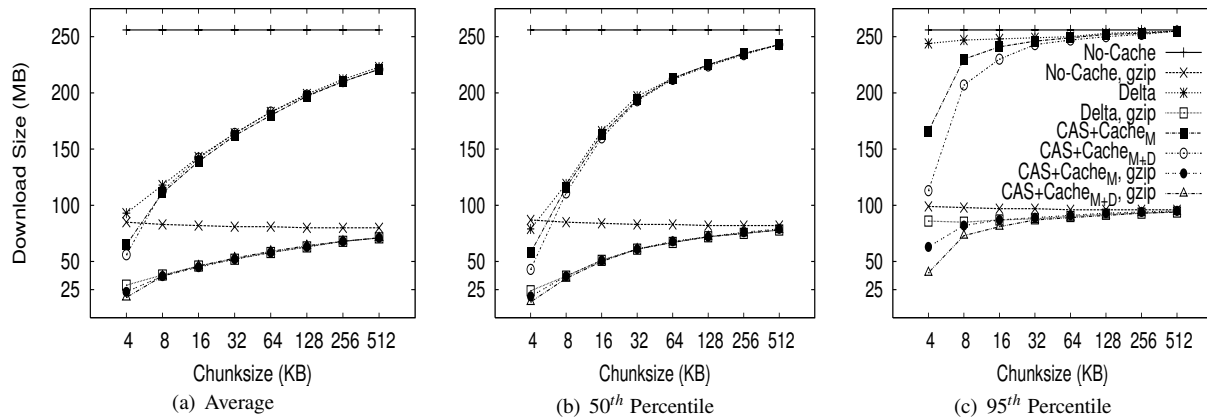 Download Size (MB)
250
200
150
100
50
25
4 8 16 32 64 128 256 512
Chunksize (KB)
(a) Average
250
200
150
100
50
25
4 8 16 32 64 128 256 512
Chunksize (KB)
(b) 50th Percentile
250
200
150
100
50
25
No-Cache
No-Cache, gzip
Delta
Delta, gzip
CAS+CacheM
CAS+CacheM+D
CAS+CacheM, gzip
CAS+CacheM+D, gzip
4 8 16 32 64 128 256 512
Chunksize (KB)
(c) 95th Percentile